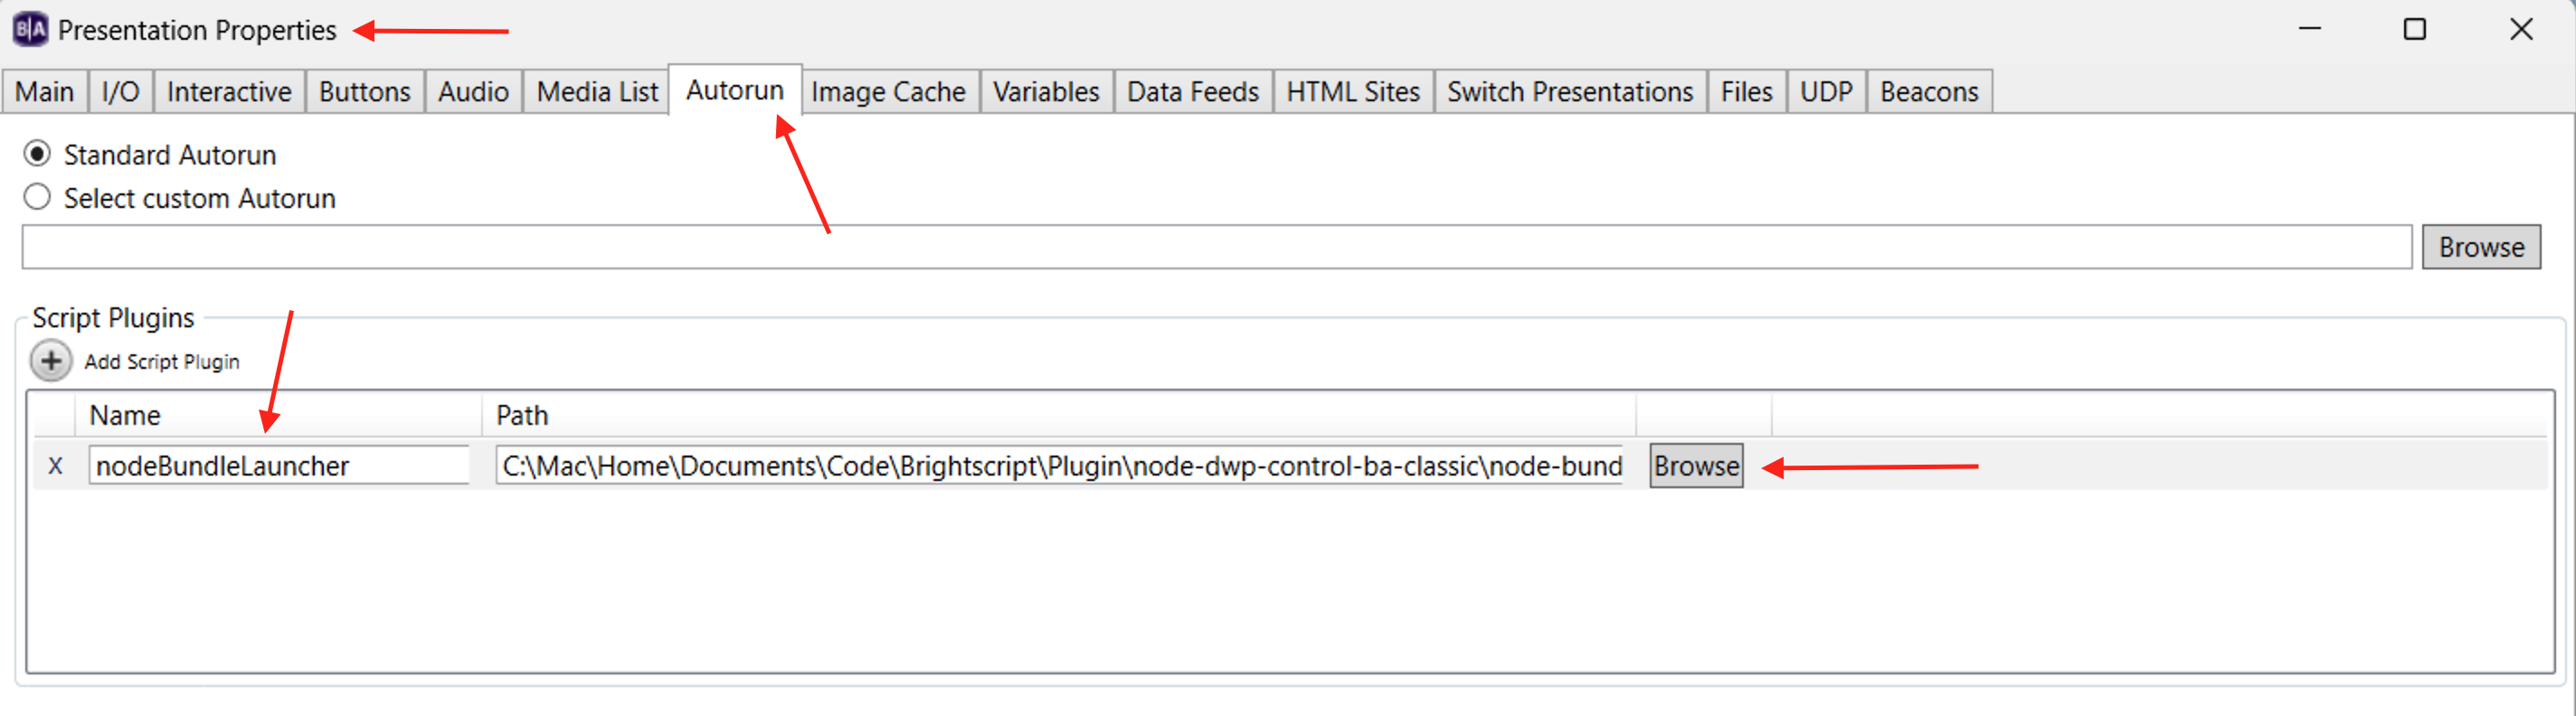 B|A Presentation Properties
Main I/O Interactive Buttons Audio Media List Autorun Image Cache Variables Data Feeds HTML Sites Switch Presentations Files UDP Beacons
Standard Autorun
Select custom Autorun
Browse
Script Plugins
Add Script Plugin
Name Path
X nodeBundleLauncher C:\Mac\Home\Documents\Code\Brightscript\Plugin\node-dwp-control-ba-classic\node-bund Browse